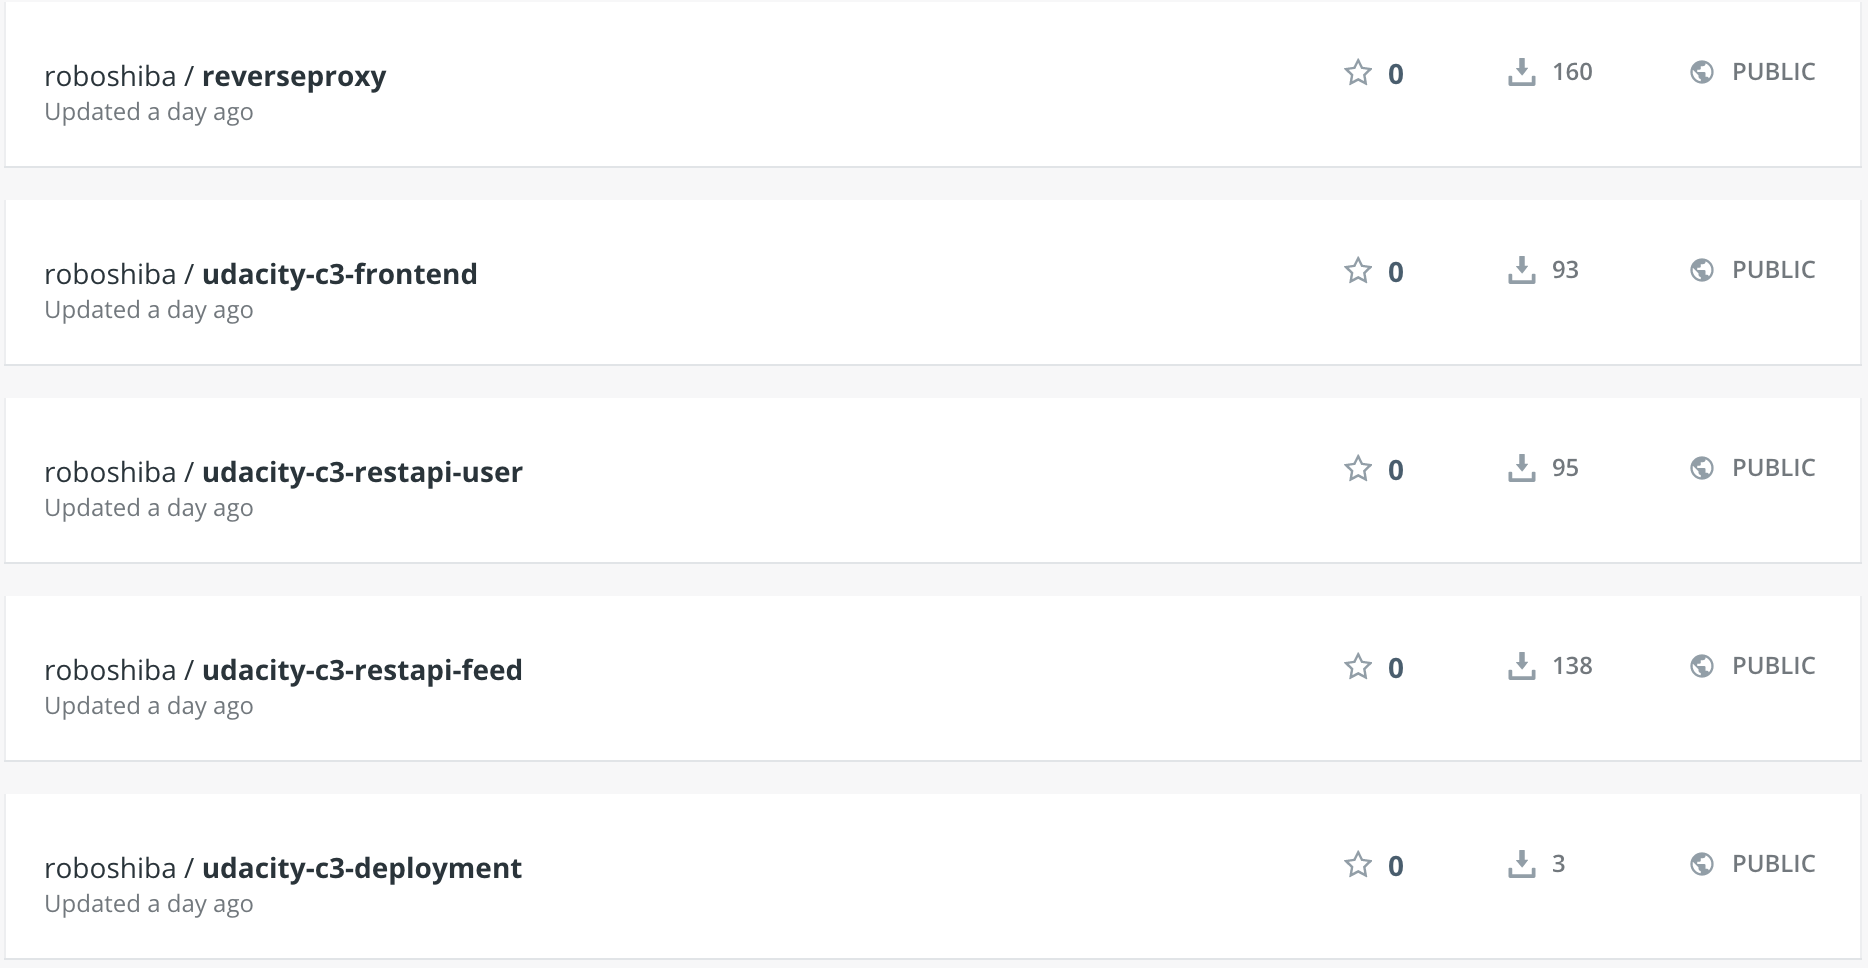 roboshiba / reverseproxy 0 160 PUBLIC
Updated a day ago
roboshiba / udacity-c3-frontend 0 93 PUBLIC
Updated a day ago
roboshiba / udacity-c3-restapi-user 0 95 PUBLIC
Updated a day ago
roboshiba / udacity-c3-restapi-feed 0 138 PUBLIC
Updated a day ago
roboshiba / udacity-c3-deployment 0 3 PUBLIC
Updated a day ago